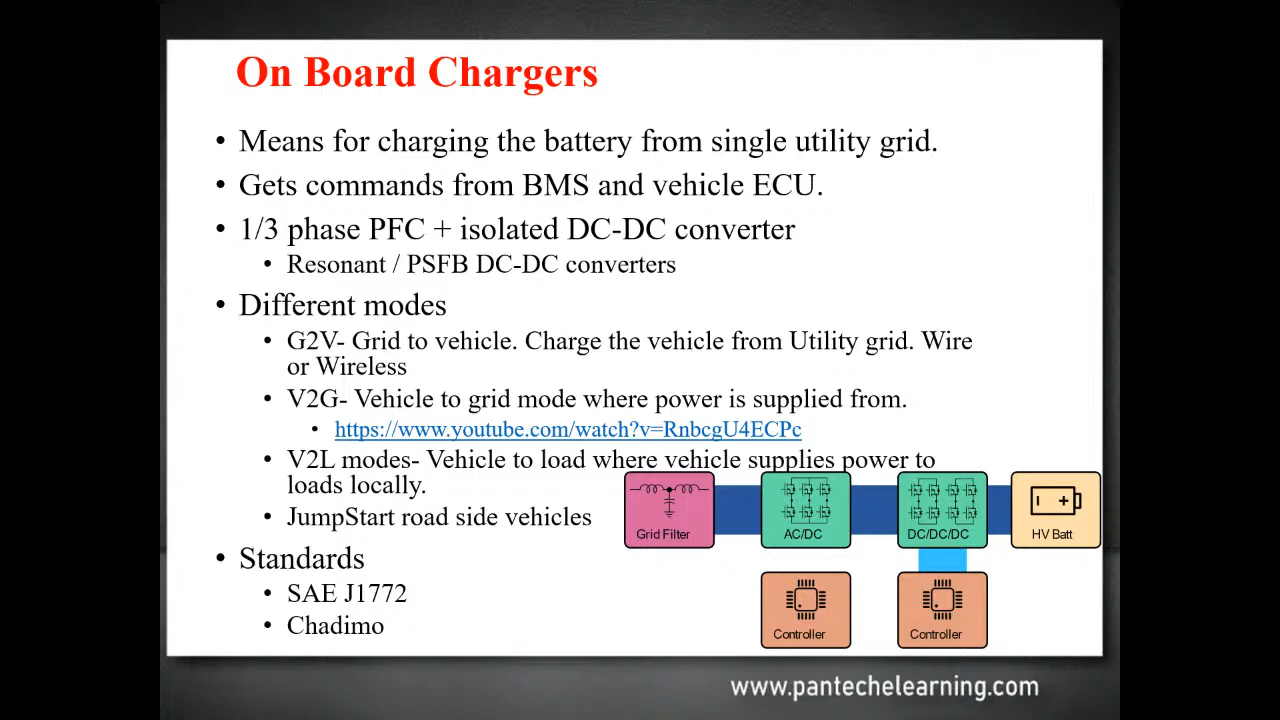 On Board Chargers
• Means for charging the battery from single utility grid.
• Gets commands from BMS and vehicle ECU.
• 1/3 phase PFC + isolated DC-DC converter
• Resonant / PSFB DC-DC converters
• Different modes
• G2V- Grid to vehicle. Charge the vehicle from Utility grid. Wire
or Wireless
• V2G- Vehicle to grid mode where power is supplied from.
• https://www.youtube.com/watch?v=RnbcgU4ECPc
• V2L modes- Vehicle to load where vehicle supplies power to
loads locally.
• JumpStart road side vehicles
Grid Filter
AC/DC
DC/DC/DC
HV Batt
• Standards
• SAE J1772
• Chadimo
Controller
Controller
www.pantechelearning.com